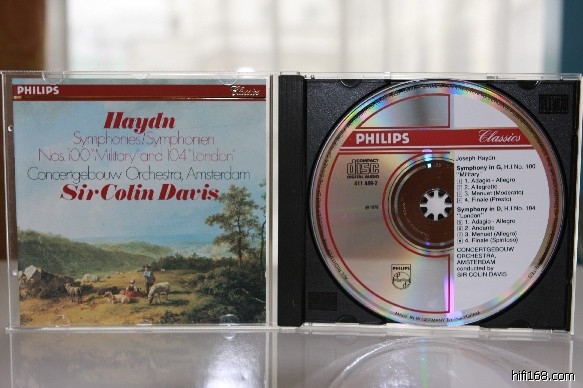 PHILIPS
Classics
Haydn
Symphonies/Symphonien
Nos. 100 "Military" and 104 "London"
Concertgebouw Orchestra, Amsterdam
Sir Colin Davis
PHILIPS
Classics
COMPACT
disc
DIGITAL AUDIO
Joseph Haydn
Symphony in G, H.I No. 100
"Military"
1. Adagio - Allegro
2. Allegretto
3. Menuet (Moderato)
4. Finale (Presto)
Symphony in D, H.I No. 104
"London"
1. Adagio - Allegro
2. Andante
3. Menuet (Allegro)
4. Finale (Spiritoso)
CONCERTGEBOUW
ORCHESTRA,
AMSTERDAM
conducted by
SIR COLIN DAVIS
PHILIPS
MADE IN W. GERMANY
hifi168.com